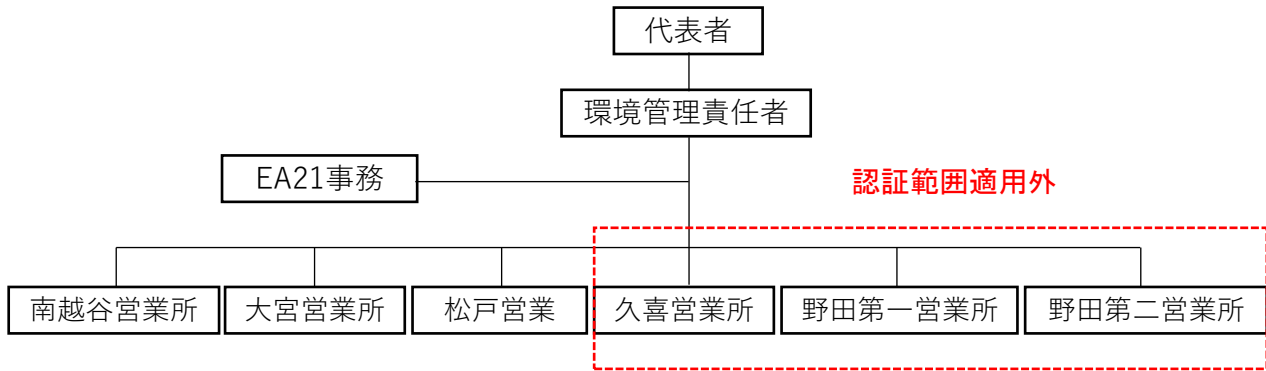 代表者
環境管理責任者
EA21事務
認証範囲適用外
南越谷営業所
大宮営業所
松戸営業
久喜営業所
野田第一営業所
野田第二営業所